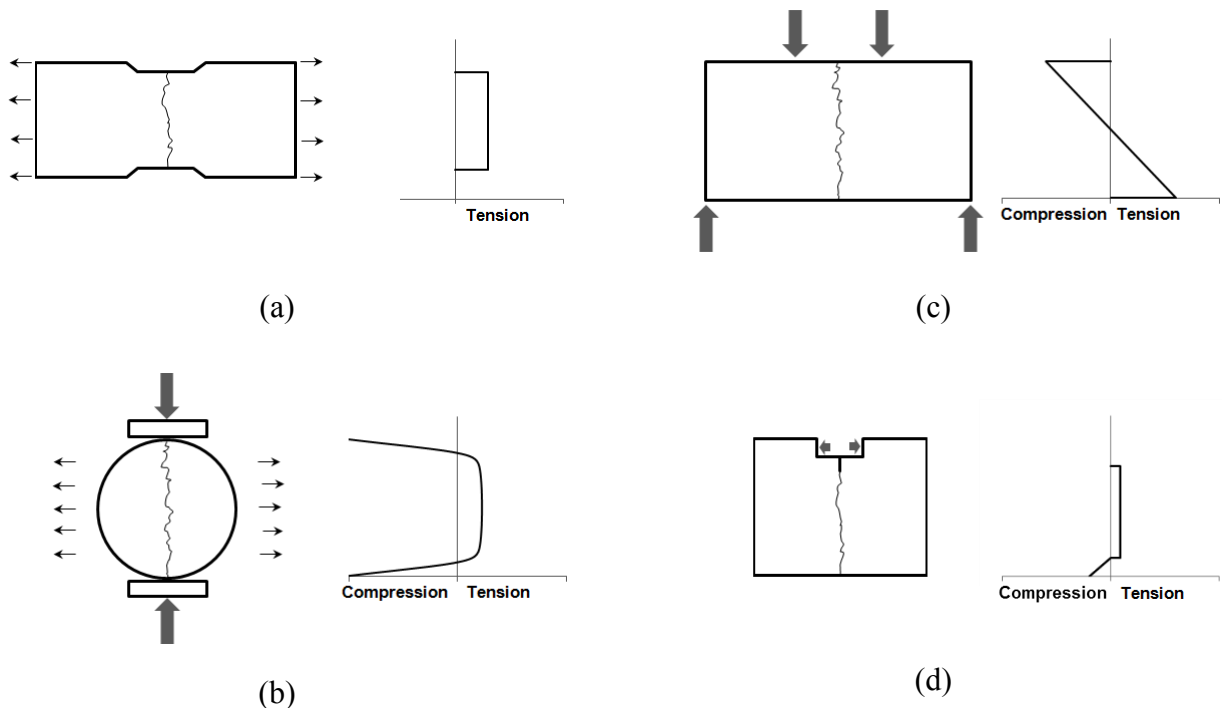 Tension
(a)
Compression Tension
(c)
Compression Tension
(b)
Compression Tension
(d)